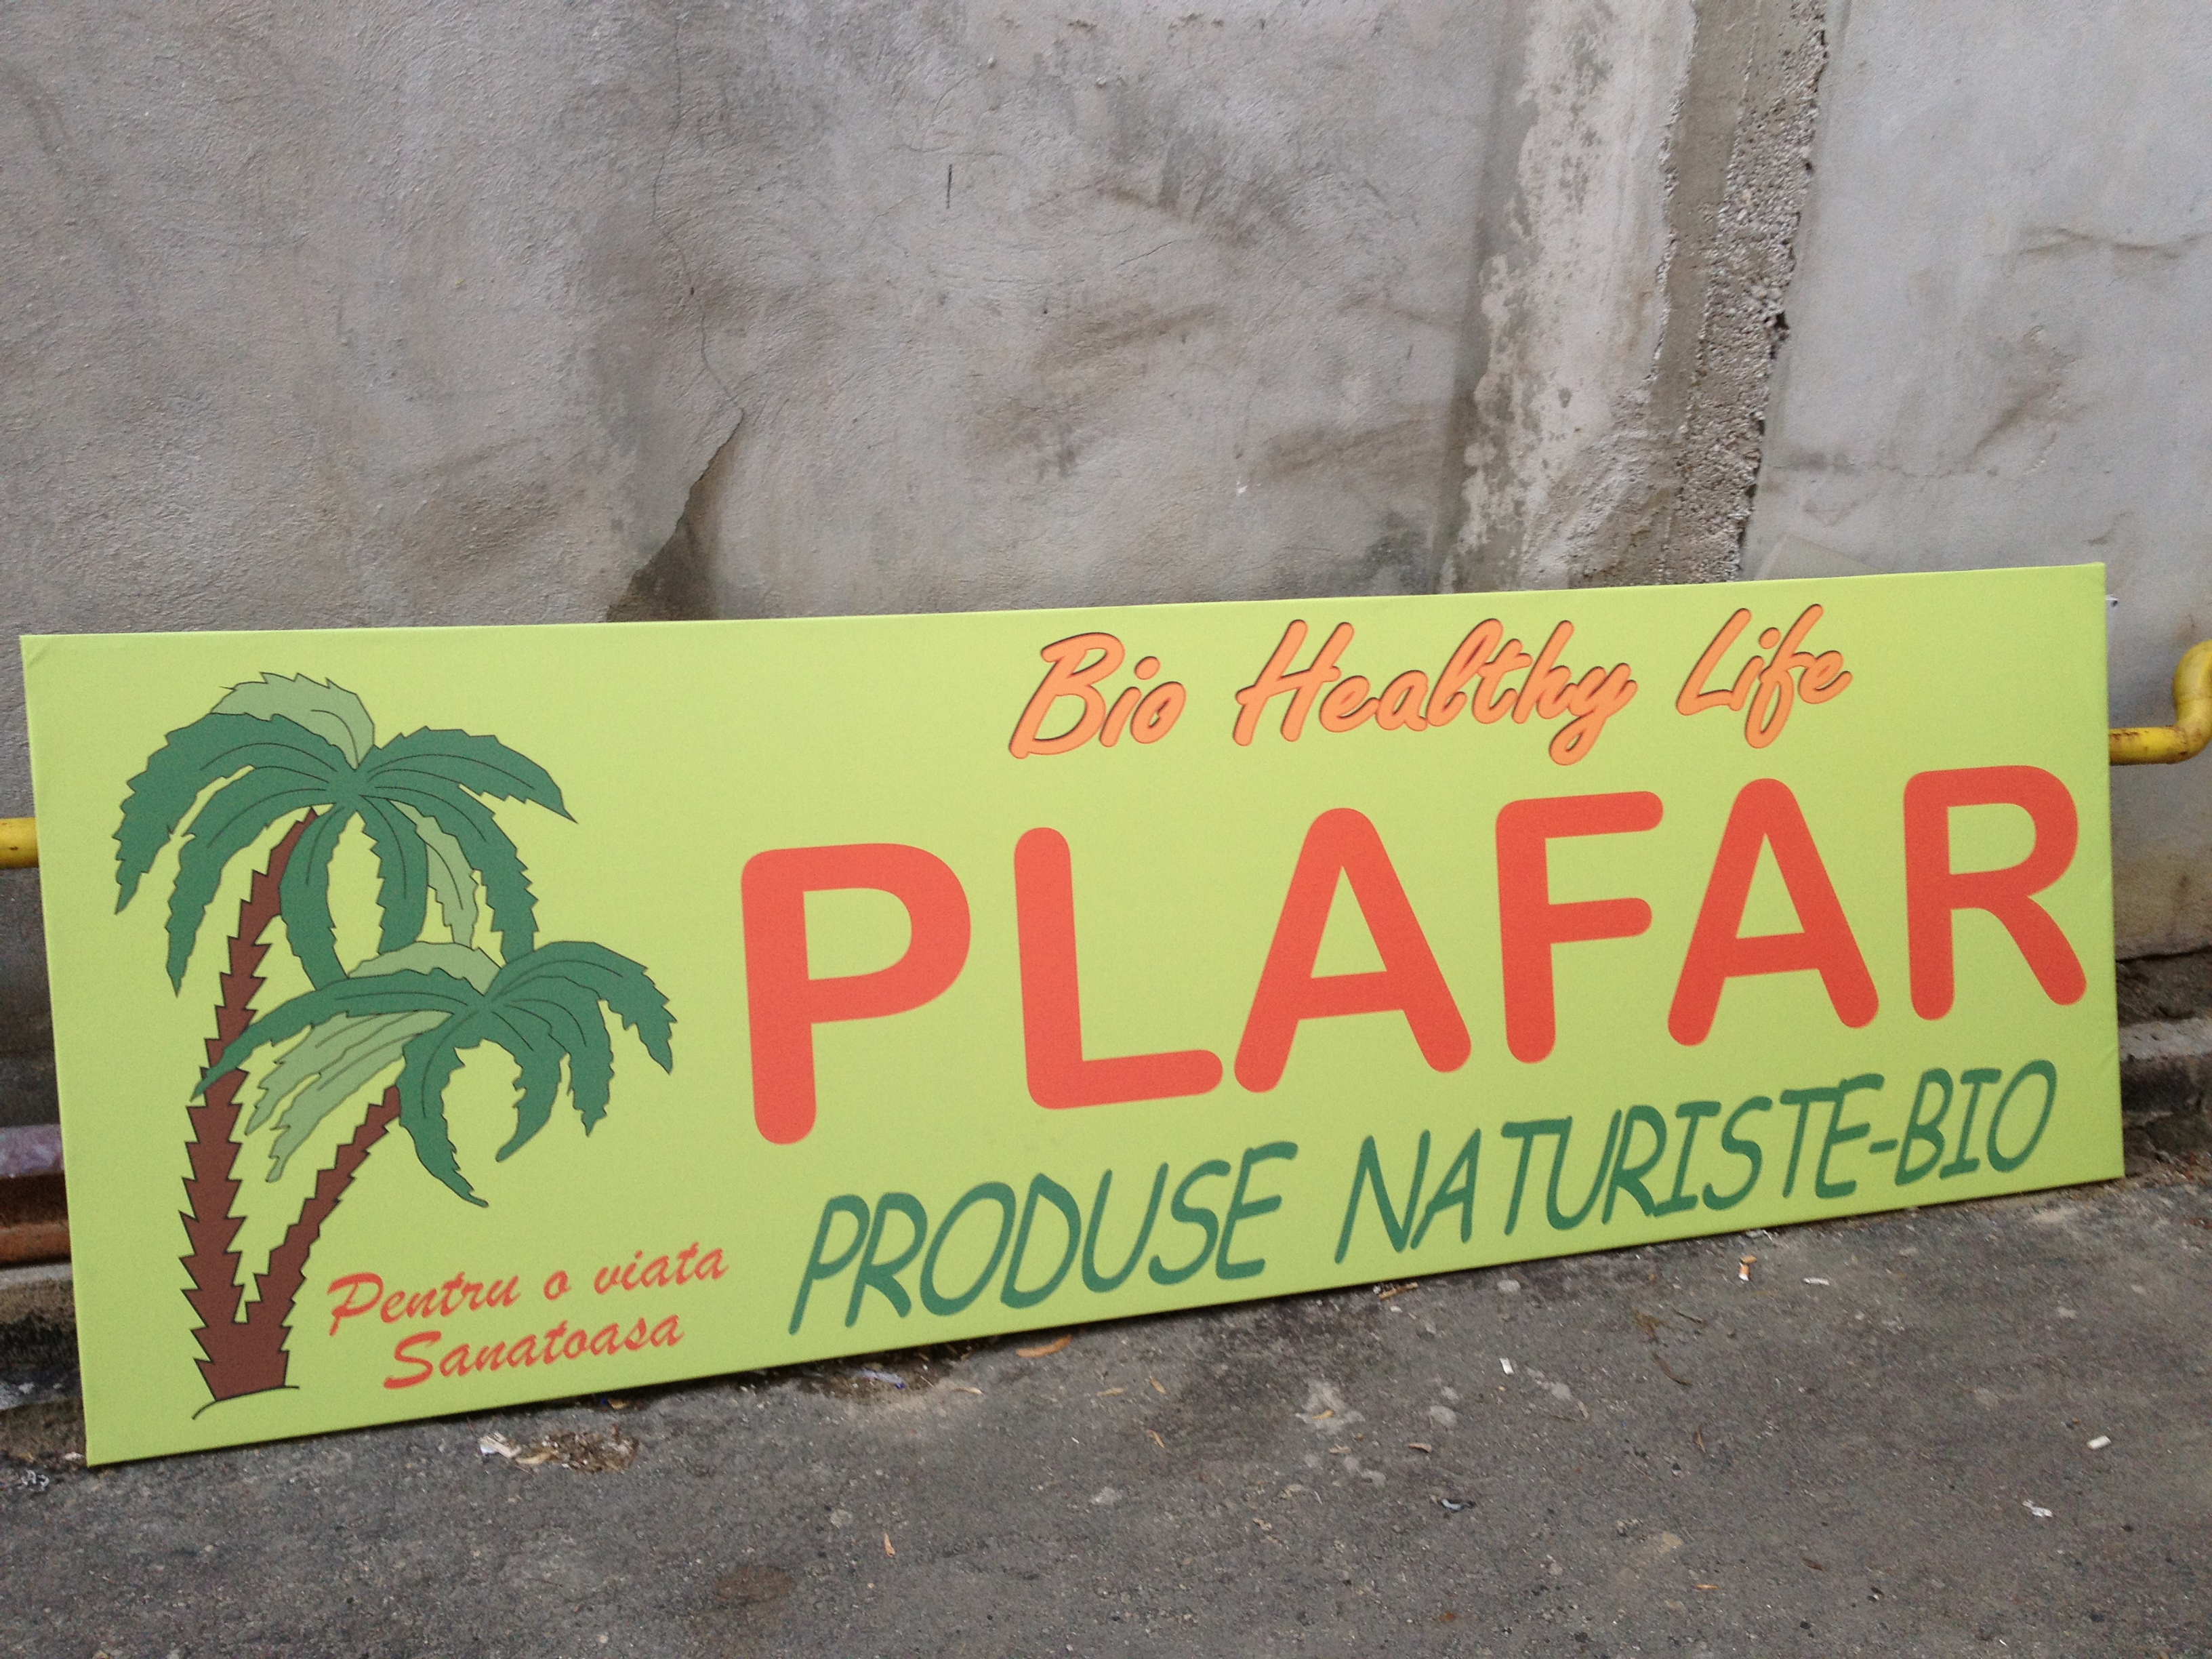 Bio Healthy Life
PLAFAR
PRODUSE NATURISTE-BIO
Pentru o viata
Sanatoasa